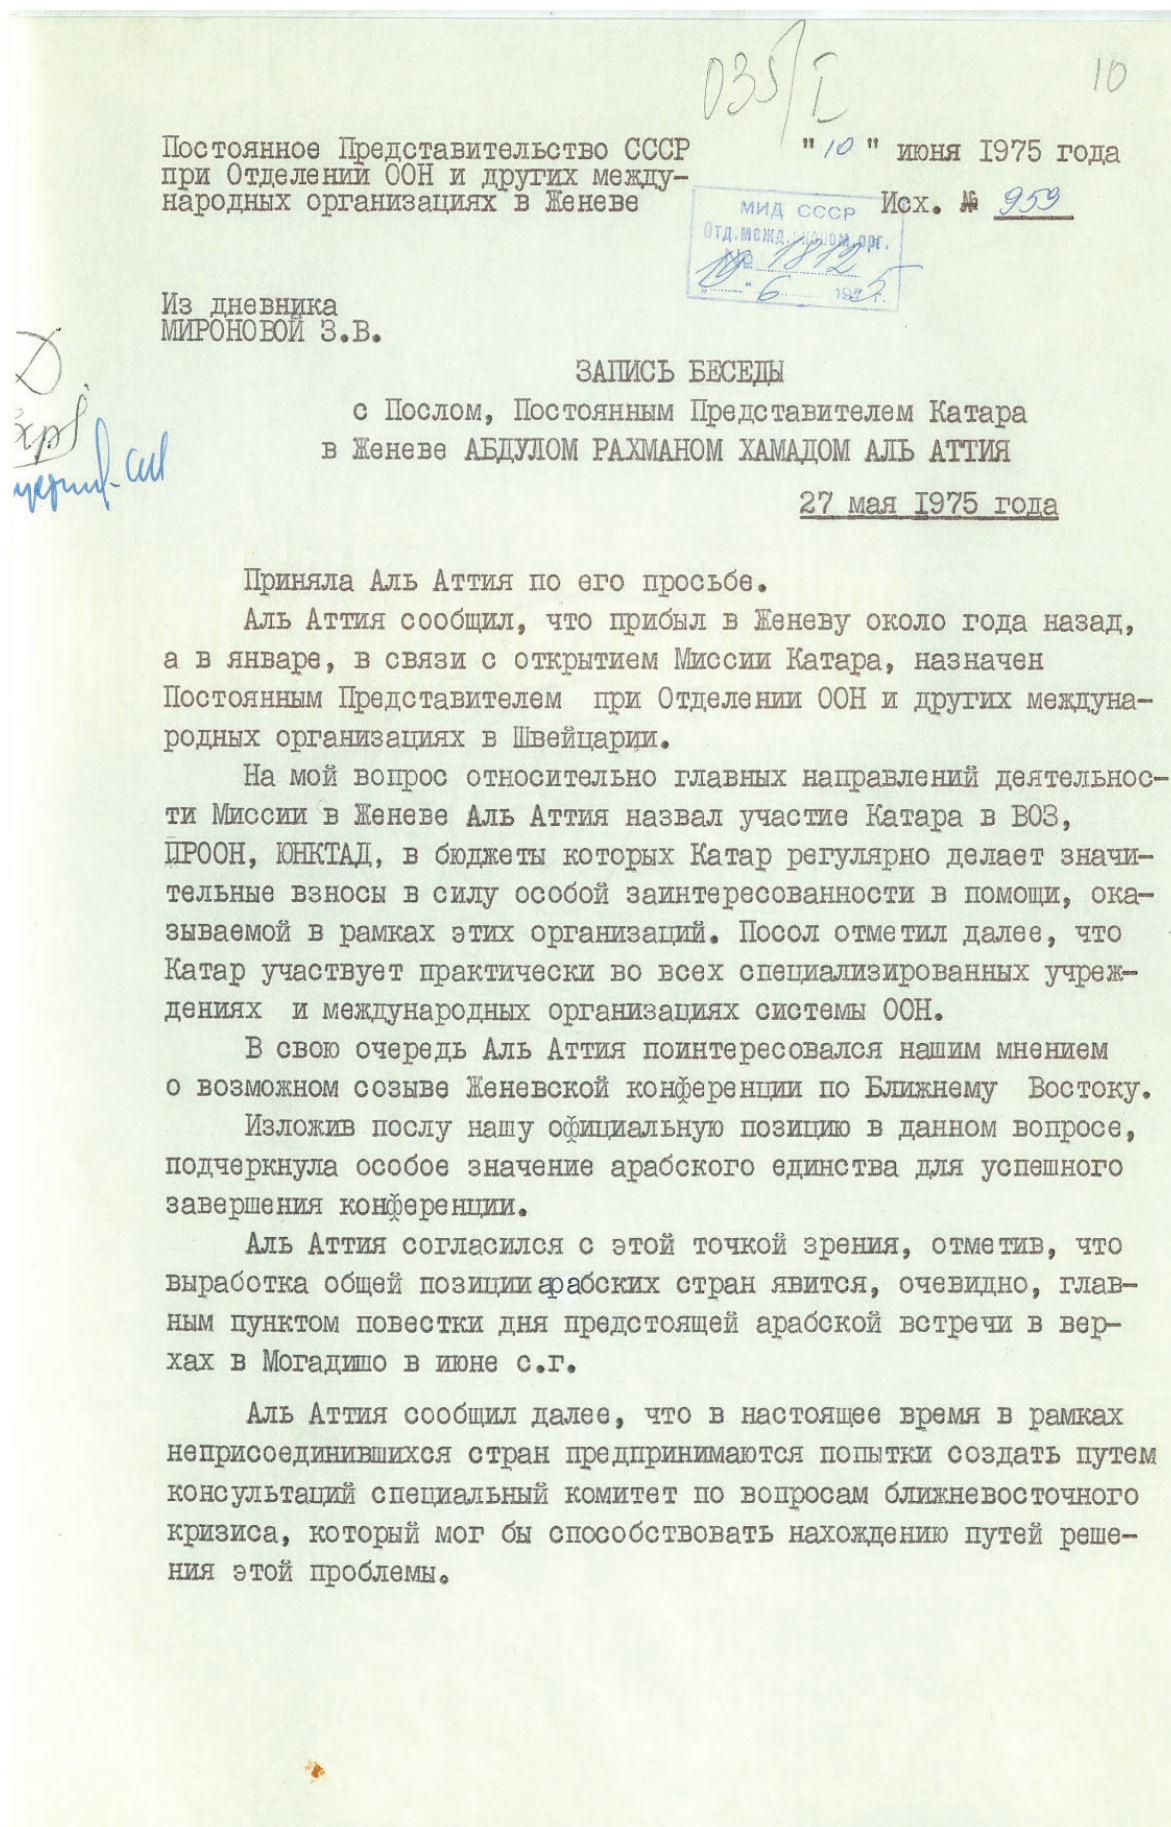 035/I
10
Постоянное Представительство СССР
при Отделении ООН и других между-
народных организациях в Женеве
"10" июня 1975 года
Исх. № 959
МИД СССР
Отд.межд.эконом.орг.
№ 1812
"19" 6 1975 г.
Из дневника
МИРОНОВОЙ З.В.
ЗАПИСЬ БЕСЕДЫ
с Послом, Постоянным Представителем Катара
в Женеве АБДУЛОМ РАХМАНОМ ХАМАДОМ АЛЬ АТТИЯ
27 мая 1975 года
Приняла Аль Аттия по его просьбе.
Аль Аттия сообщил, что прибыл в Женеву около года назад,
а в январе, в связи с открытием Миссии Катара, назначен
Постоянным Представителем при Отделении ООН и других междуна-
родных организациях в Швейцарии.
На мой вопрос относительно главных направлений деятельнос-
ти Миссии в Женеве Аль Аттия назвал участие Катара в ВОЗ,
ПРООН, ЮНКТАД, в бюджеты которых Катар регулярно делает значи-
тельные взносы в силу особой заинтересованности в помощи, ока-
зываемой в рамках этих организаций. Посол отметил далее, что
Катар участвует практически во всех специализированных учреж-
дениях и международных организациях системы ООН.
В свою очередь Аль Аттия поинтересовался нашим мнением
о возможном созыве Женевской конференции по Ближнему Востоку.
Изложив послу нашу официальную позицию в данном вопросе,
подчеркнула особое значение арабского единства для успешного
завершения конференции.
Аль Аттия согласился с этой точкой зрения, отметив, что
выработка общей позиции арабских стран явится, очевидно, глав-
ным пунктом повестки дня предстоящей арабской встречи в вер-
хах в Могадишо в июне с.г.
Аль Аттия сообщил далее, что в настоящее время в рамках
неприсоединившихся стран предпринимаются попытки создать путем
консультаций специальный комитет по вопросам ближневосточного
кризиса, который мог бы способствовать нахождению путей реше-
ния этой проблемы.